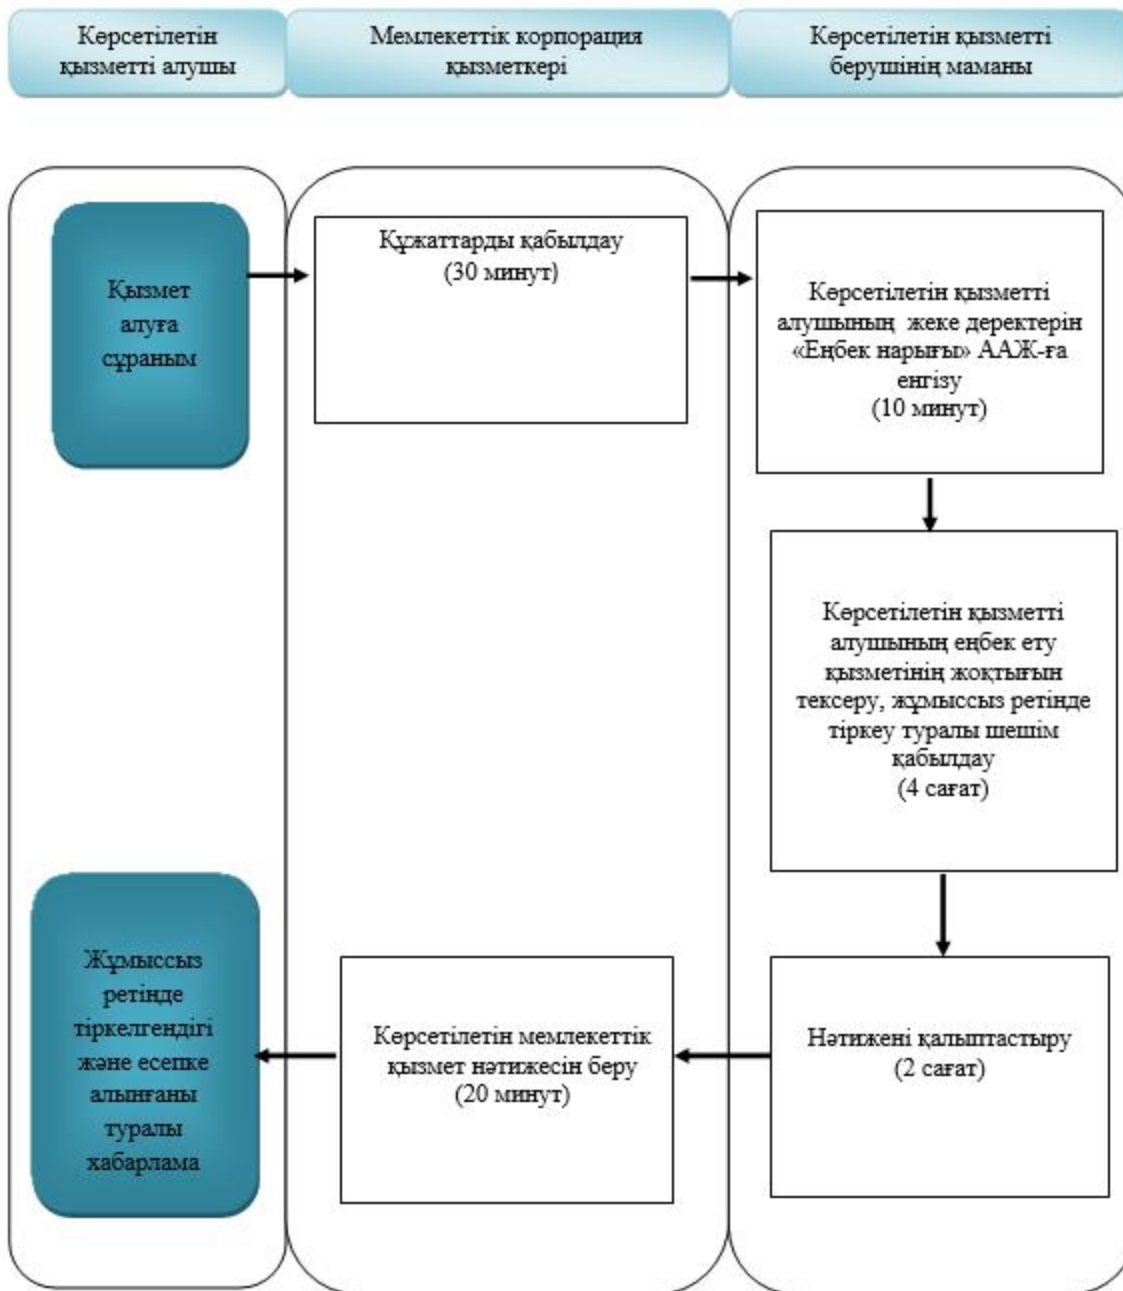 Көрсетілетін
қызметті алушы
Мемлекеттік корпорация
қызметкері
Көрсетілетін қызметті
берушінің маманы
Қызмет
алуға
сұраным
Құжаттарды қабылдау
(30 минут)
Көрсетілетін қызметті
алушының жеке деректерін
«Еңбек нарығы» ААЖ-ға
енгізу
(10 минут)
Көрсетілетін қызметті
алушының еңбек ету
қызметінің жоқтығын
тексеру, жұмыссыз ретінде
тіркеу туралы шешім
қабылдау
(4 сағат)
Нәтижені қалыптастыру
(2 сағат)
Көрсетілетін мемлекеттік
қызмет нәтижесін беру
(20 минут)
Жұмыссыз
ретінде
тіркелгендігі
және есепке
алынғаны
туралы
хабарлама